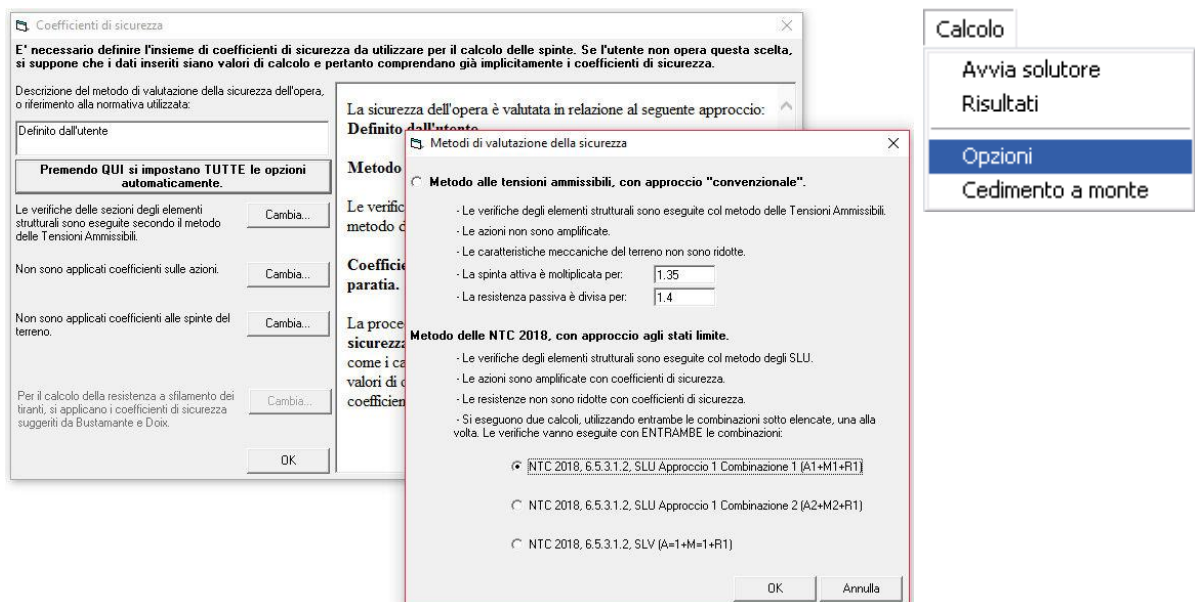 Coefficienti di sicurezza
E' necessario definire l'insieme di coefficienti di sicurezza da utilizzare per il calcolo delle spinte. Se l'utente non opera questa scelta,
si suppone che i dati inseriti siano valori di calcolo e pertanto comprendano già implicitamente i coefficienti di sicurezza.
Descrizione del metodo di valutazione della sicurezza dell'opera,
o riferimento alla normativa utilizzata:
Definito dall'utente
Premendo QUI si impostano TUTTE le opzioni
automaticamente.
Le verifiche delle sezioni degli elementi
strutturali sono eseguite secondo il metodo
delle Tensioni Ammissibili.
Cambia...
Non sono applicati coefficienti sulle azioni.
Cambia...
Non sono applicati coefficienti alle spinte del
terreno.
Cambia...
Per il calcolo della resistenza a sfilamento dei
tiranti, si applicano i coefficienti di sicurezza
suggeriti da Bustamante e Doix.
Cambia...
OK
La sicurezza dell'opera è valutata in relazione al seguente approccio:
Definito dall'utente
Metodo
Le verific
metodo d
Coefficie
paratia.
La proce
sicurezza
come i ca
valori di c
coefficien
Metodi di valutazione della sicurezza
Metodo alle tensioni ammissibili, con approccio "convenzionale".
- Le verifiche degli elementi strutturali sono eseguite col metodo delle Tensioni Ammissibili.
- Le azioni non sono amplificate.
- Le caratteristiche meccaniche del terreno non sono ridotte.
- La spinta attiva è moltiplicata per: 1.35
- La resistenza passiva è divisa per: 1.4
Metodo delle NTC 2018, con approccio agli stati limite.
- Le verifiche degli elementi strutturali sono eseguite col metodo degli SLU.
- Le azioni sono amplificate con coefficienti di sicurezza.
- Le resistenze non sono ridotte con coefficienti di sicurezza.
- Si eseguono due calcoli, utilizzando entrambe le combinazioni sotto elencate, una alla
volta. Le verifiche vanno eseguite con ENTRAMBE le combinazioni:
NTC 2018, 6.5.3.1.2, SLU Approccio 1 Combinazione 1 (A1+M1+R1)
NTC 2018, 6.5.3.1.2, SLU Approccio 1 Combinazione 2 (A2+M2+R1)
NTC 2018, 6.5.3.1.2, SLV (A=1+M=1+R1)
OK
Annulla
Calcolo
Avvia solutore
Risultati
Opzioni
Cedimento a monte